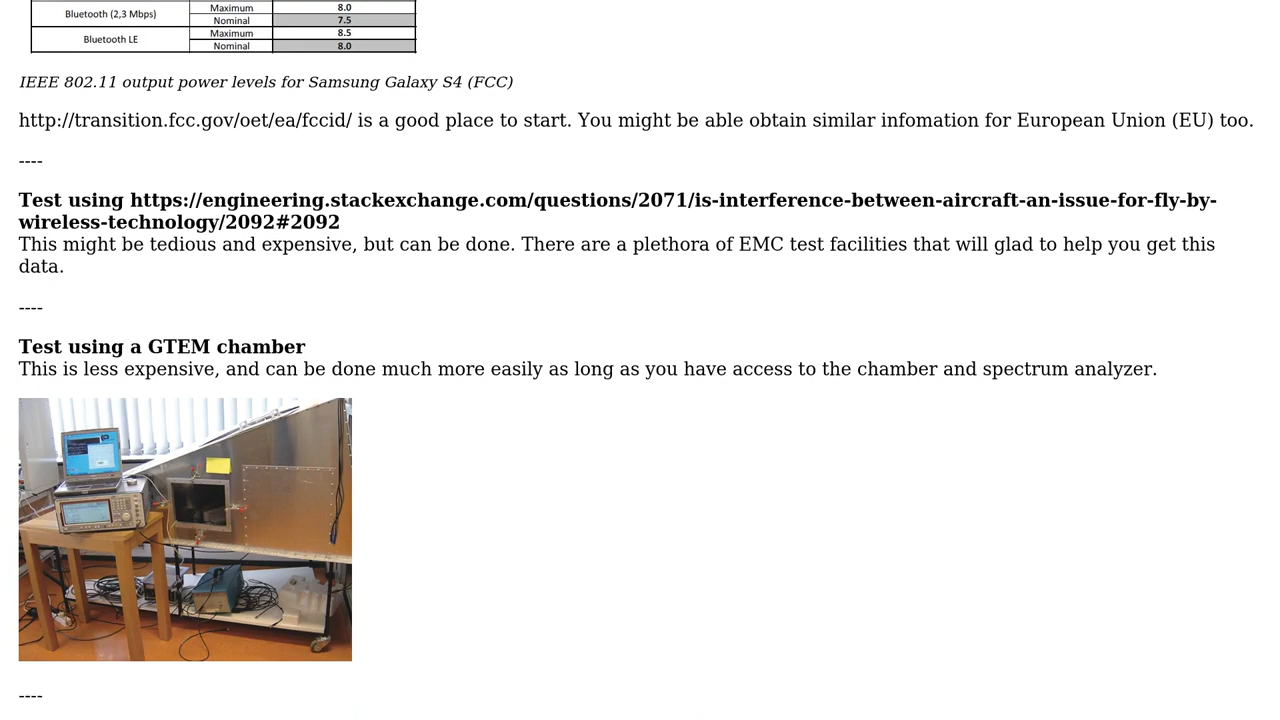 Bluetooth (2,3 Mbps) Maximum 8.0
Nominal 7.5
Bluetooth LE Maximum 8.5
Nominal 8.0
IEEE 802.11 output power levels for Samsung Galaxy S4 (FCC)
http://transition.fcc.gov/oet/ea/fccid/ is a good place to start. You might be able obtain similar infomation for European Union (EU) too.
----
Test using https://engineering.stackexchange.com/questions/2071/is-interference-between-aircraft-an-issue-for-fly-by-
wireless-technology/2092#2092
This might be tedious and expensive, but can be done. There are a plethora of EMC test facilities that will glad to help you get this
data.
----
Test using a GTEM chamber
This is less expensive, and can be done much more easily as long as you have access to the chamber and spectrum analyzer.
----